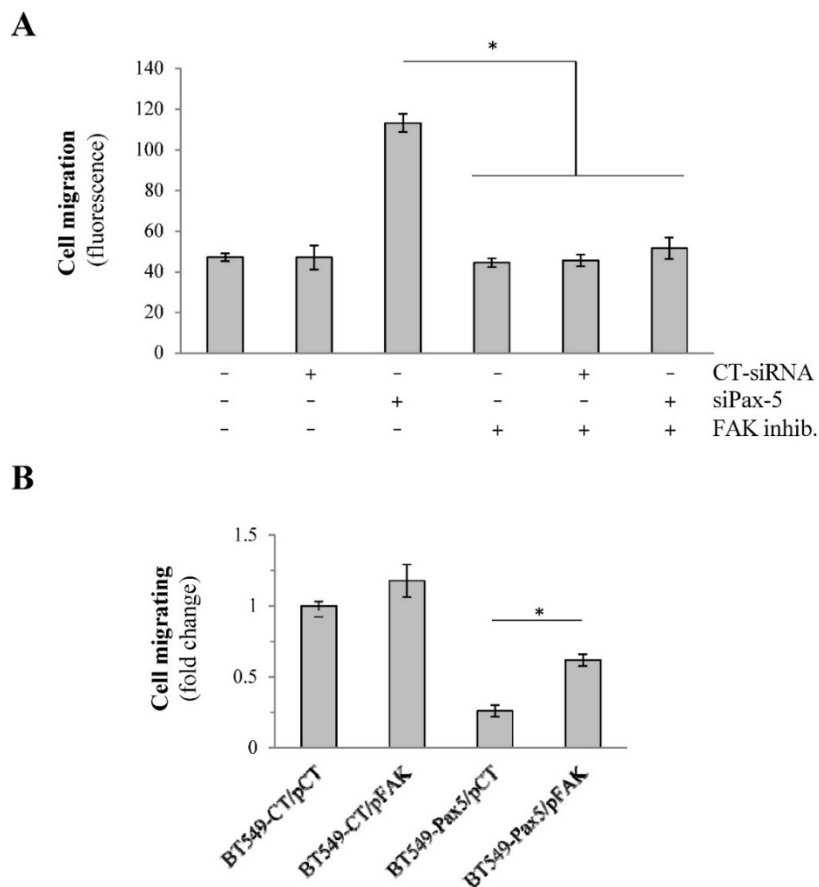 A
*
140
120
100
80
60
40
20
0
Cell migration
(fluorescence)
- + - - + - CT-siRNA
- - + - - + siPax-5
- - - + + + FAK inhib.
B
1.5
1
0.5
0
Cell migrating
(fold change)
*
BT549-CT/pCT
BT549-CT/pFAK
BT549-Pax5/pCT
BT549-Pax5/pFAK